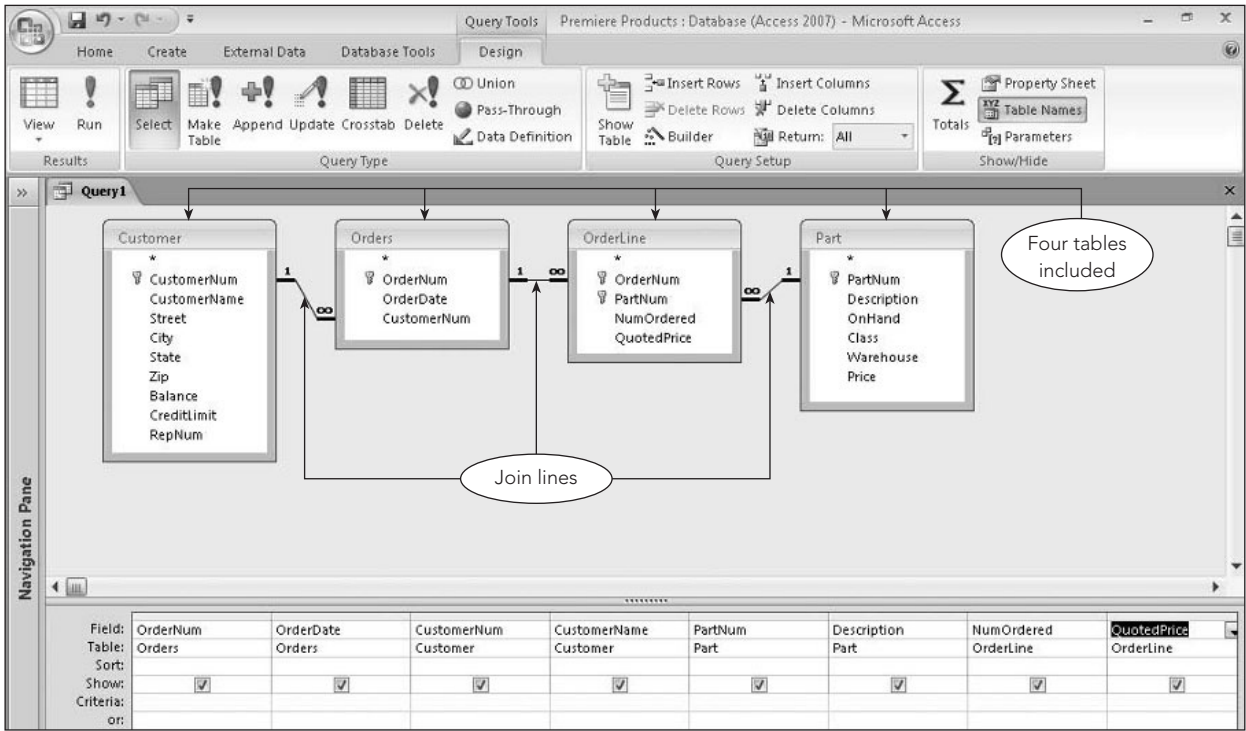 Query Tools
Premiere Products : Database (Access 2007) - Microsoft Access
Home Create External Data Database Tools Design
View
Run
Results
Select
Make Table
Append
Update
Crosstab
Delete
Union
Pass-Through
Data Definition
Query Type
Show Table
Insert Rows
Delete Rows
Builder
Insert Columns
Delete Columns
Return: All
Query Setup
Σ
Totals
Property Sheet
XYZ
Table Names
[?] Parameters
Show/Hide
»
Query1
Navigation Pane
Four tables
included
Customer
*
CustomerNum
CustomerName
Street
City
State
Zip
Balance
CreditLimit
RepNum
1
∞
Orders
*
OrderNum
OrderDate
CustomerNum
1
∞
OrderLine
*
OrderNum
PartNum
NumOrdered
QuotedPrice
∞
1
Part
*
PartNum
Description
OnHand
Class
Warehouse
Price
Join lines
Field: OrderNum OrderDate CustomerNum CustomerName PartNum Description NumOrdered QuotedPrice
Table: Orders Orders Customer Customer Part Part OrderLine OrderLine
Sort:
Show:
Criteria:
or: